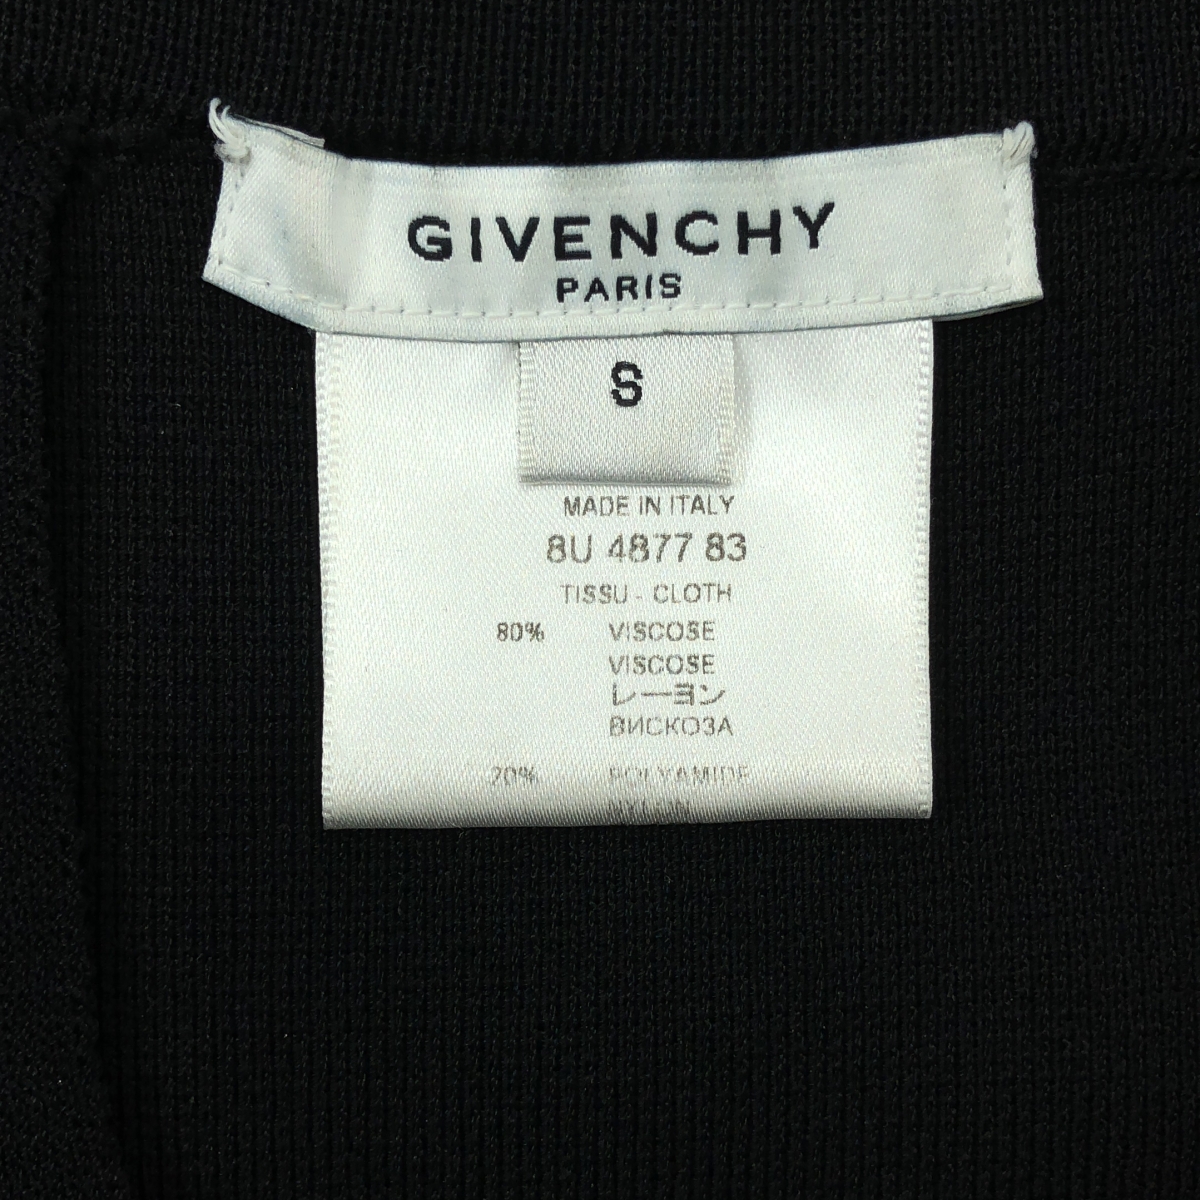 GIVENCHY
PARIS
S
MADE IN ITALY
8U 4877 83
TISSU - CLOTH
80% VISCOSE
VISCOSE
レーヨン
ВИСКОЗА
20% POLYAMIDE
NYLON